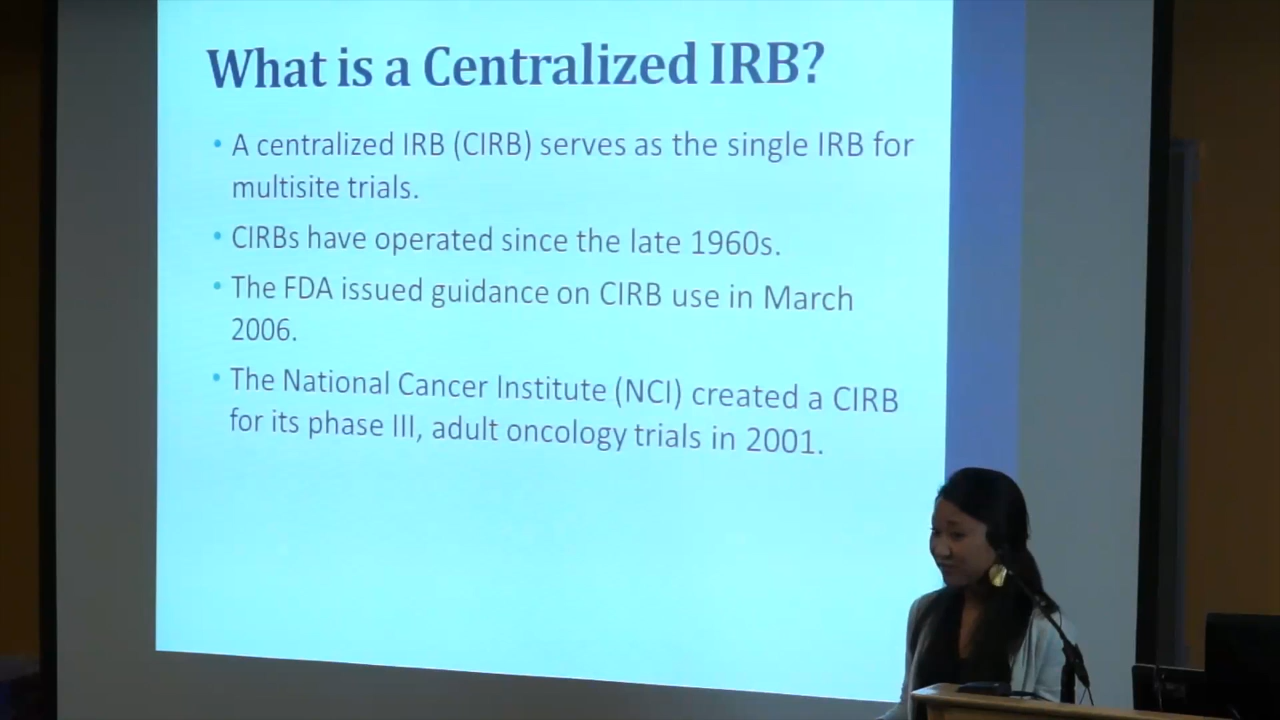 What is a Centralized IRB?
• A centralized IRB (CIRB) serves as the single IRB for
multisite trials.
• CIRBs have operated since the late 1960s.
• The FDA issued guidance on CIRB use in March
2006.
• The National Cancer Institute (NCI) created a CIRB
for its phase III, adult oncology trials in 2001.